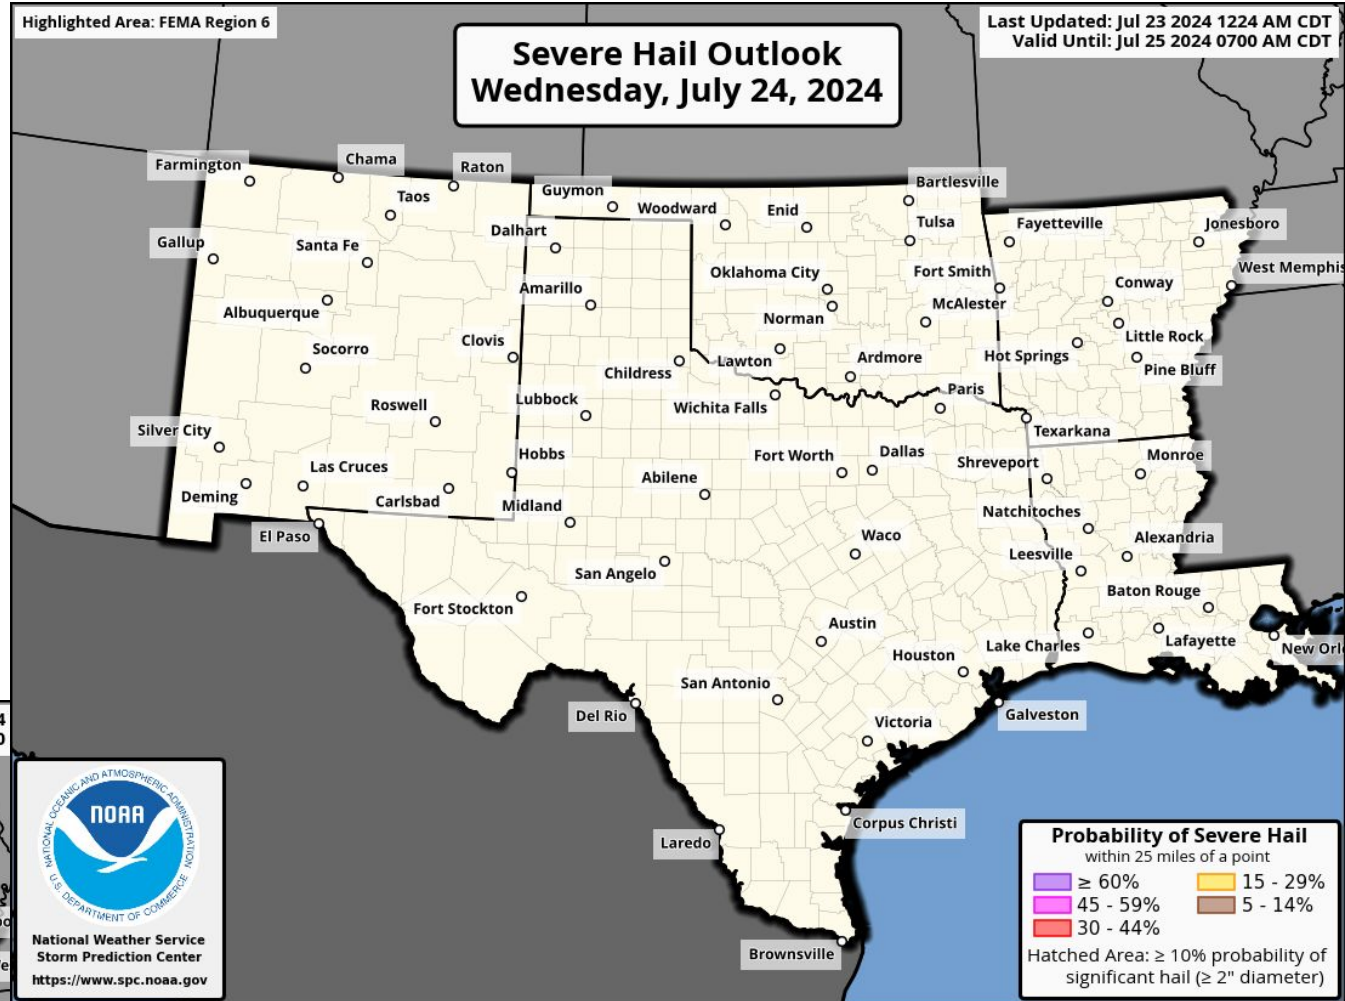 Highlighted Area: FEMA Region 6
Last Updated: Jul 23 2024 1224 AM CDT
Valid Until: Jul 25 2024 0700 AM CDT
Severe Hail Outlook
Wednesday, July 24, 2024
Farmington
Chama
Raton
Taos
Guymon
Woodward
Enid
Bartlesville
Tulsa
Fayetteville
Jonesboro
Gallup
Santa Fe
Dalhart
Oklahoma City
Fort Smith
West Memphis
Albuquerque
Amarillo
Norman
McAlester
Conway
Socorro
Clovis
Childress
Lawton
Ardmore
Hot Springs
Little Rock
Pine Bluff
Roswell
Lubbock
Wichita Falls
Paris
Texarkana
Silver City
Las Cruces
Hobbs
Abilene
Fort Worth
Dallas
Shreveport
Monroe
Deming
Carlsbad
Midland
Natchitoches
El Paso
Waco
Leesville
Alexandria
San Angelo
Fort Stockton
Baton Rouge
Austin
Houston
Lake Charles
Lafayette
New Orl
San Antonio
Del Rio
Victoria
Galveston
Laredo
Corpus Christi
Brownsville
4
0
NATIONAL OCEANIC AND ATMOSPHERIC ADMINISTRATION
NOAA
U.S. DEPARTMENT OF COMMERCE
National Weather Service
Storm Prediction Center
https://www.spc.noaa.gov
Probability of Severe Hail
within 25 miles of a point
≥ 60% 15 - 29%
45 - 59% 5 - 14%
30 - 44%
Hatched Area: ≥ 10% probability of
significant hail (≥ 2" diameter)